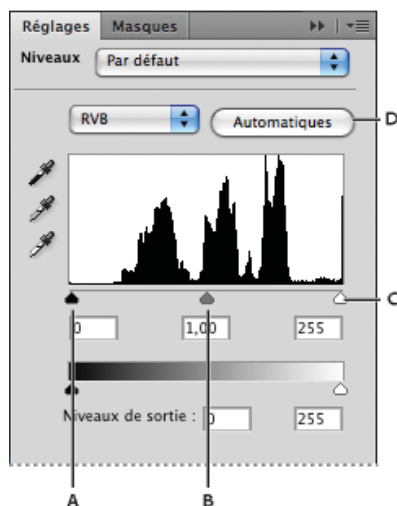 Réglages Masques
Niveaux Par défaut
RVB Automatiques D
C
0 1,00 255
Niveaux de sortie : 0 255
A B